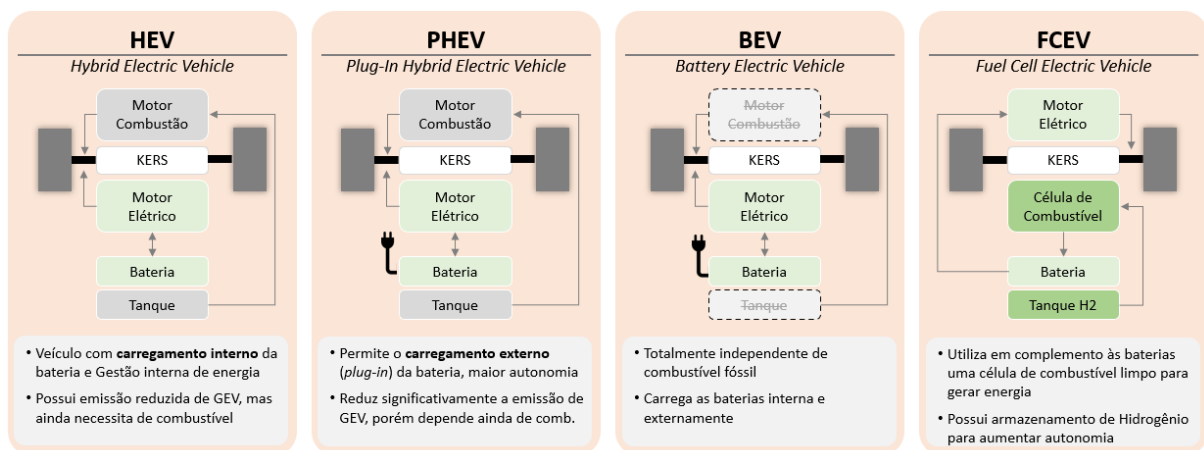 HEV
Hybrid Electric Vehicle
Motor
Combustão
KERS
Motor
Elétrico
Bateria
Tanque
• Veículo com carregamento interno da
bateria e Gestão interna de energia
• Possui emissão reduzida de GEV, mas
ainda necessita de combustível
PHEV
Plug-In Hybrid Electric Vehicle
Motor
Combustão
KERS
Motor
Elétrico
Bateria
Tanque
• Permite o carregamento externo
(plug-in) da bateria, maior autonomia
• Reduz significativamente a emissão de
GEV, porém depende ainda de comb.
BEV
Battery Electric Vehicle
Motor
Combustão
KERS
Motor
Elétrico
Bateria
Tanque
• Totalmente independente de
combustível fóssil
• Carrega as baterias interna e
externamente
FCEV
Fuel Cell Electric Vehicle
Motor
Elétrico
KERS
Célula de
Combustível
Bateria
Tanque H2
• Utiliza em complemento às baterias
uma célula de combustível limpo para
gerar energia
• Possui armazenamento de Hidrogênio
para aumentar autonomia